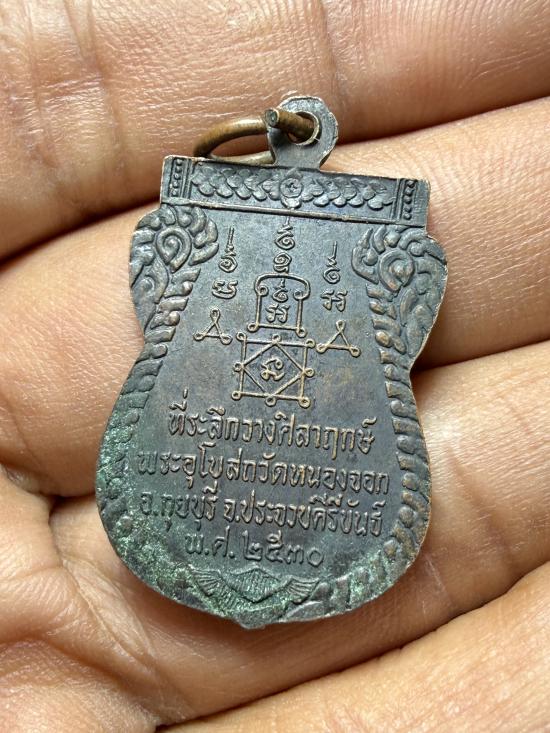 ที่ระลึกวางศิลาฤกษ์
พระอุโบสถวัดหนองจอก
อ.กุยบุรี จ.ประจวบคีรีขันธ์
พ.ศ. ๒๕๓๐